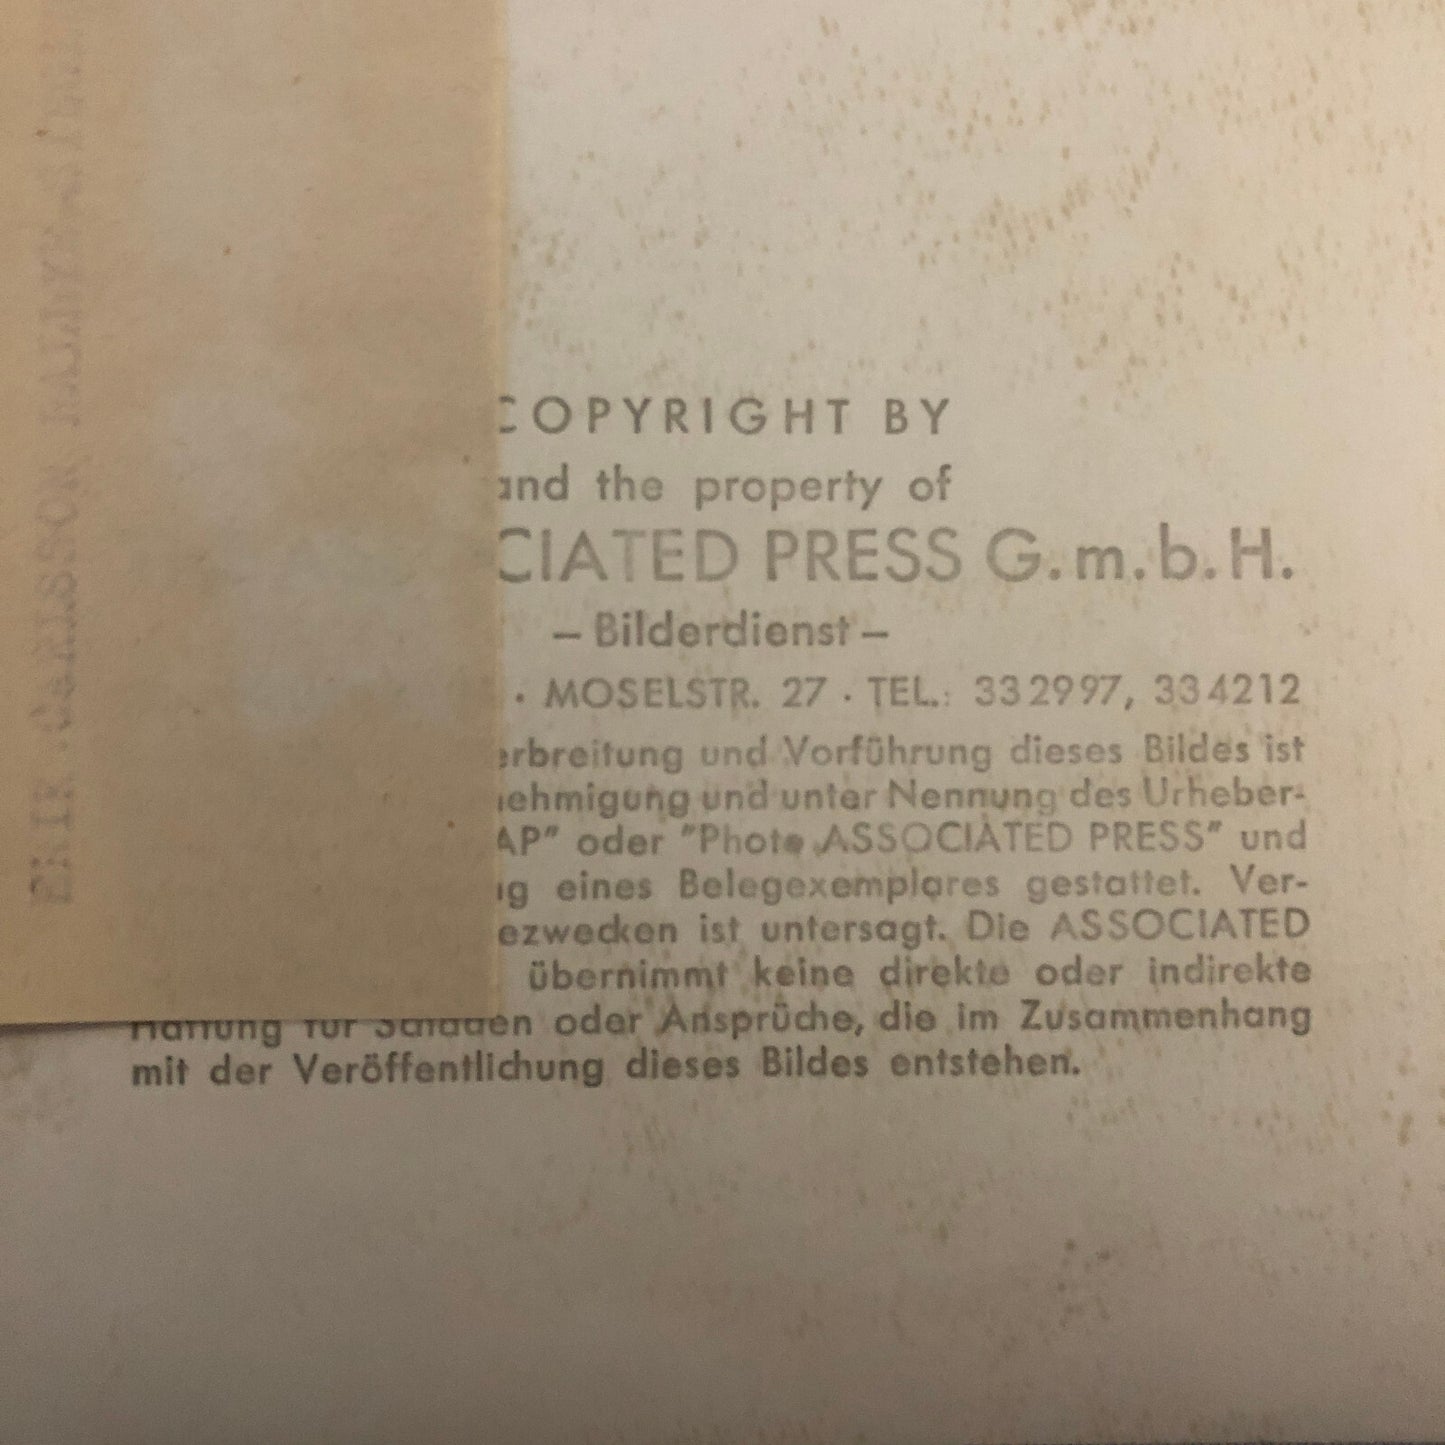 COPYRIGHT BY
and the property of
CIATED PRESS G.m.b.H.
– Bilderdienst –
· MOSELSTR. 27 · TEL.: 332997, 334212
erbreitung und Vorführung dieses Bildes ist
ehmigung und unter Nennung des Urheber-
AP" oder "Photo ASSOCIATED PRESS" und
g eines Belegexemplares gestattet. Ver-
ezwecken ist untersagt. Die ASSOCIATED
übernimmt keine direkte oder indirekte
Haftung für Schäden oder Ansprüche, die im Zusammenhang
mit der Veröffentlichung dieses Bildes entstehen.
ERIK CARLSSON